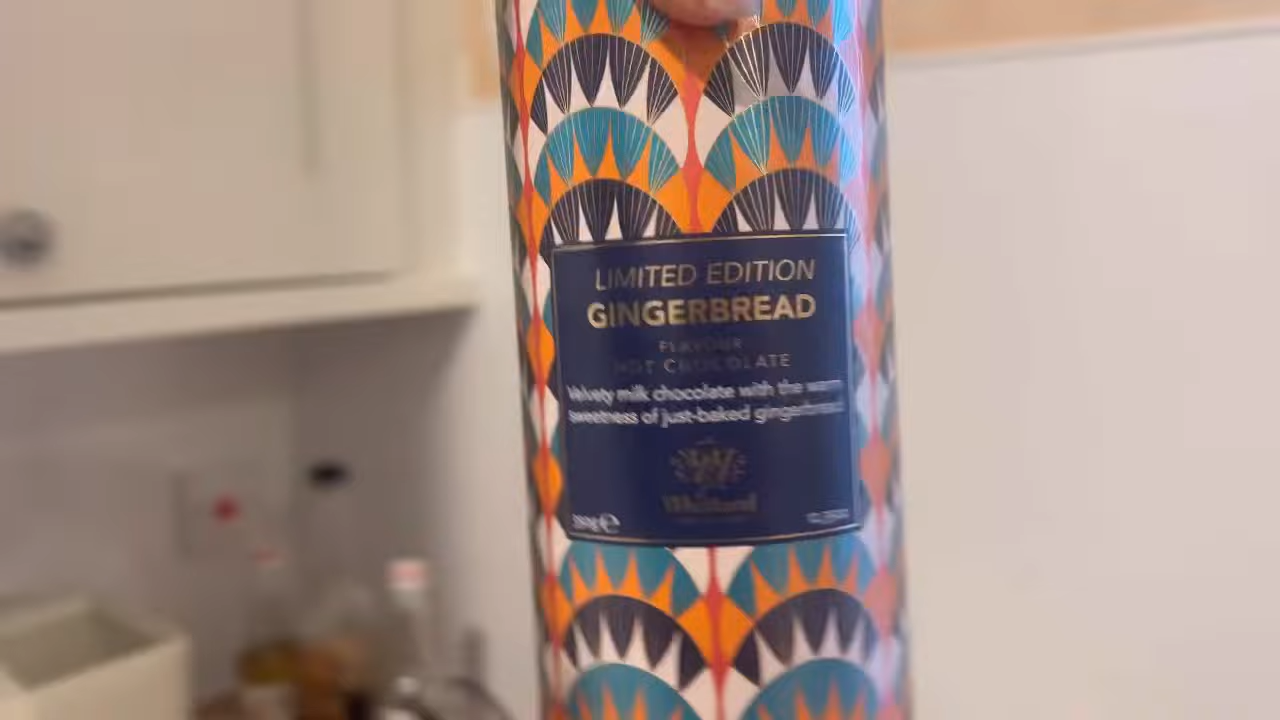 LIMITED EDITION
GINGERBREAD
FLAVOUR
HOT CHOCOLATE
Velvety milk chocolate with the warm
sweetness of just-baked gingerbread
W
Whittard